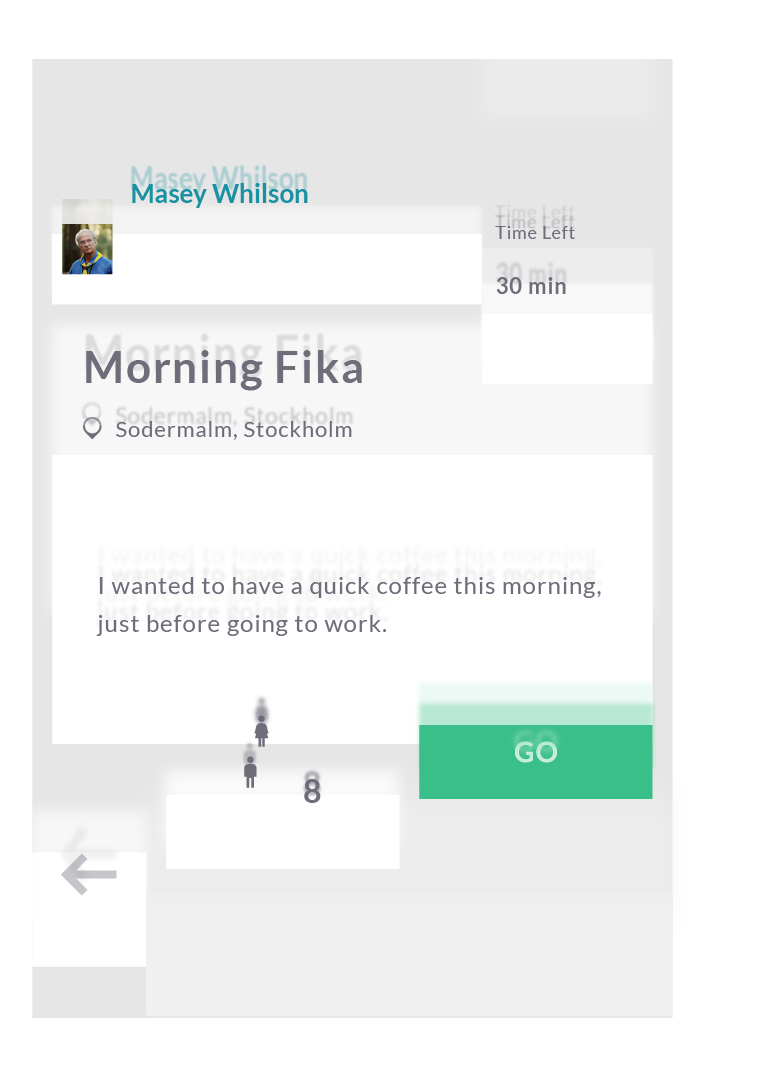 Masey Whilson
Time Left
30 min
Morning Fika
Sodermalm, Stockholm
I wanted to have a quick coffee this morning,
just before going to work.
GO
8